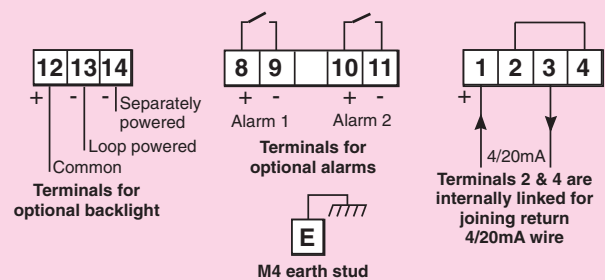 12 13 14
+ - -
Separately
powered
Loop powered
Common
Terminals for
optional backlight
8 9 10 11
+ - + -
Alarm 1 Alarm 2
Terminals for
optional alarms
E
M4 earth stud
1 2 3 4
+
4/20mA
Terminals 2 & 4 are
internally linked for
joining return
4/20mA wire